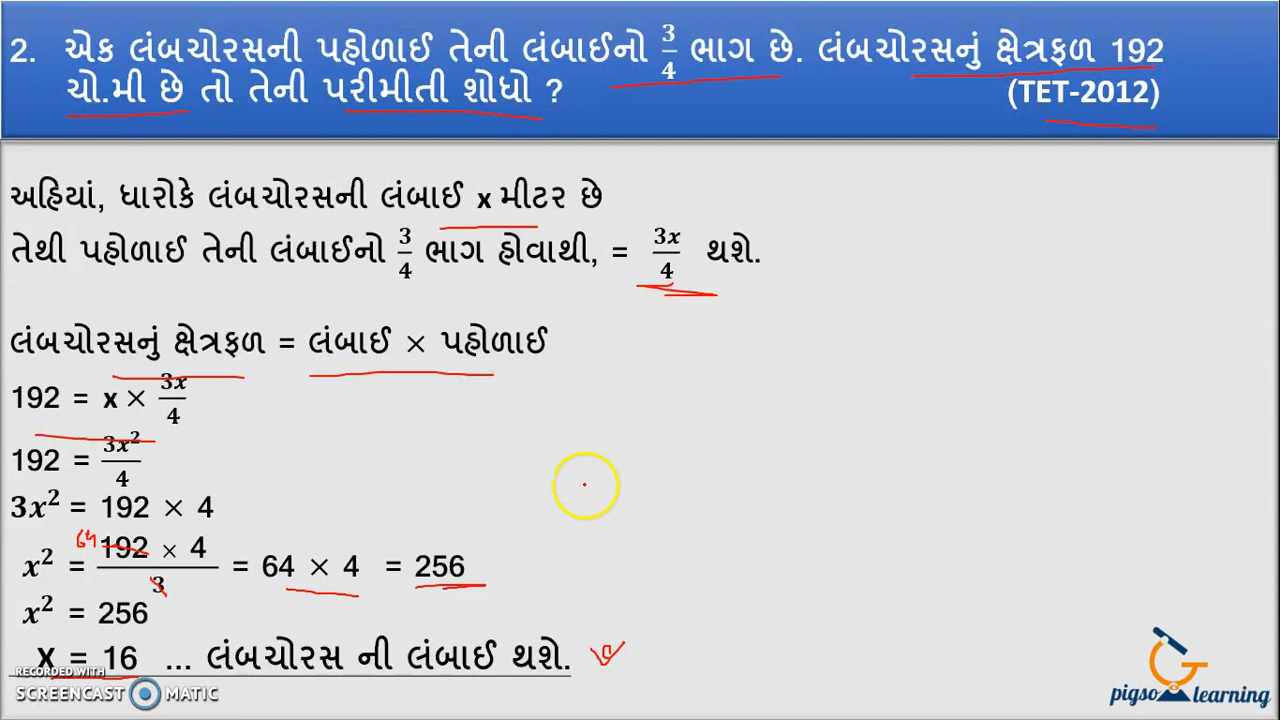 2. એક લંબચોરસની પહોળાઈ તેની લંબાઈનો 3/4 ભાગ છે. લંબચોરસનું ક્ષેત્રફળ 192
ચો.મી છે તો તેની પરીમીતી શોધો ? (TET-2012)
અહિયાં, ધારોકે લંબચોરસની લંબાઈ x મીટર છે
તેથી પહોળાઈ તેની લંબાઈનો 3/4 ભાગ હોવાથી, = 3x/4 થશે.
લંબચોરસનું ક્ષેત્રફળ = લંબાઈ × પહોળાઈ
192 = x × 3x/4
192 = 3x²/4
3x² = 192 × 4
64
x² = 192 × 4/3 = 64 × 4 = 256
x² = 256
X = 16 ... લંબચોરસ ની લંબાઈ થશે.
RECORDED WITH
SCREENCAST MATIC
pigso learning